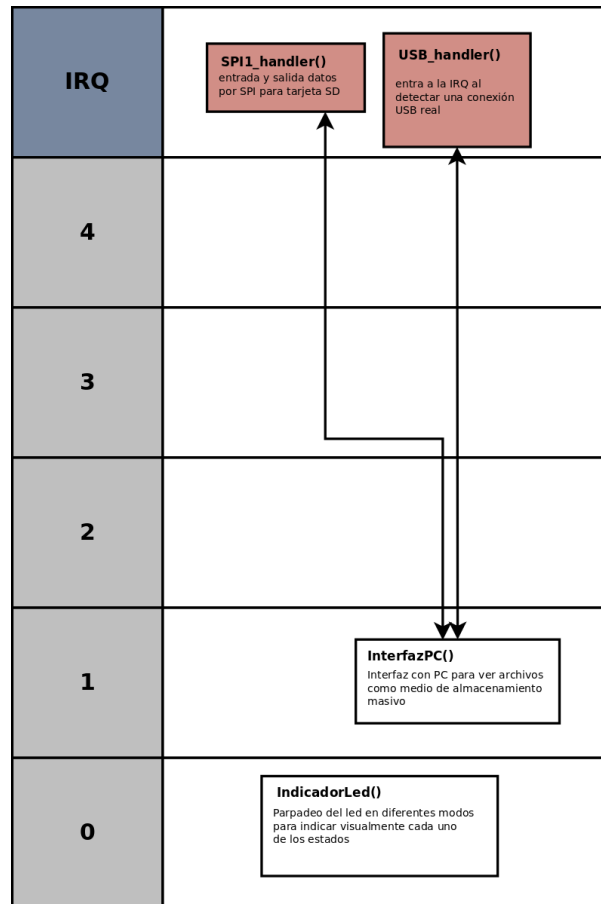 IRQ
SPI1_handler()
entrada y salida datos
por SPI para tarjeta SD
USB_handler()
entra a la IRQ al
detectar una conexión
USB real
4
3
2
1
InterfazPC()
Interfaz con PC para ver archivos
como medio de almacenamiento
masivo
0
IndicadorLed()
Parpadeo del led en diferentes modos
para indicar visualmente cada uno
de los estados